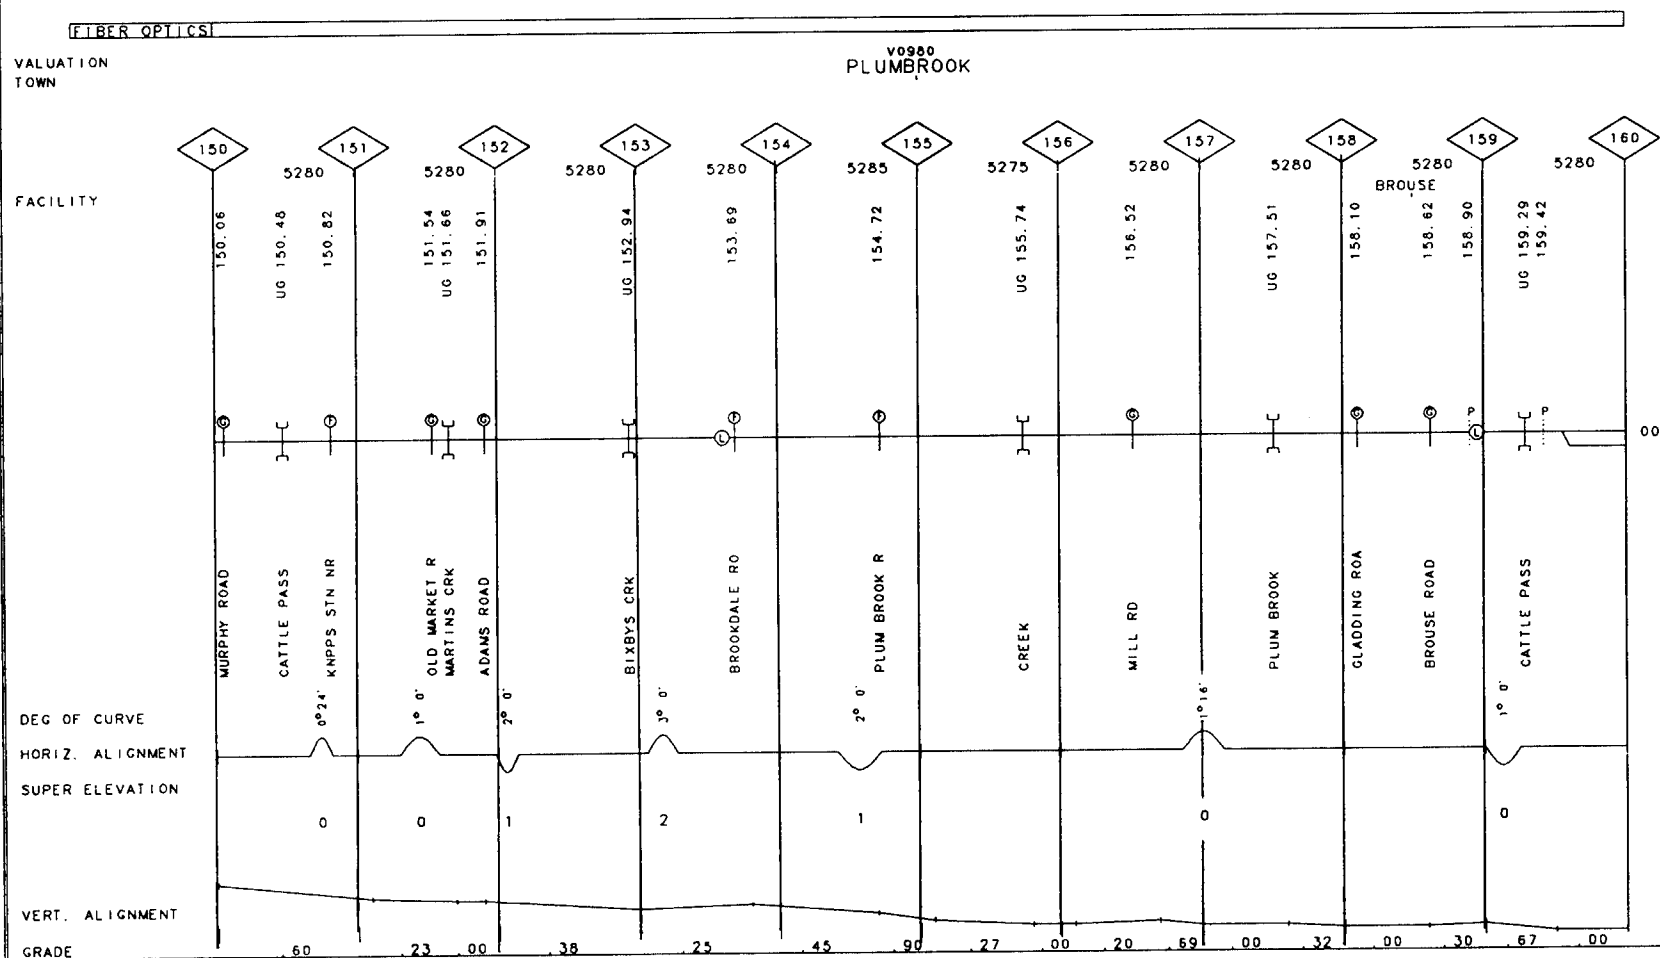 FIBER OPTICS
VALUATION
TOWN
V0980
PLUMBROOK
150 151 152 153 154 155 156 157 158 159 160
5280 5280 5280 5280 5285 5275 5280 5280 5280 5280
BROUSE
FACILITY
150.06
UG 150.48
150.82
151.54
UG 151.66
151.91
UG 152.94
153.69
154.72
UG 155.74
156.52
UG 157.51
158.10
158.62
158.90
UG 159.29
159.42
G F G G F F G G G P P
L L
00
MURPHY ROAD
CATTLE PASS
KNPPS STN NR
OLD MARKET R
MARTINS CRK
ADAMS ROAD
BIXBYS CRK
BROOKDALE RO
PLUM BROOK R
CREEK
MILL RD
PLUM BROOK
GLADDING ROA
BROUSE ROAD
CATTLE PASS
DEG OF CURVE
0° 24' 1° 0' 2° 0' 3° 0' 2° 0' 1° 16' 1° 0'
HORIZ. ALIGNMENT
SUPER ELEVATION
0 0 1 2 1 0 0
VERT. ALIGNMENT
GRADE
.60 .23 .00 .38 .25 .45 .90 .27 .00 .20 .69 .00 .32 .00 .30 .67 .00